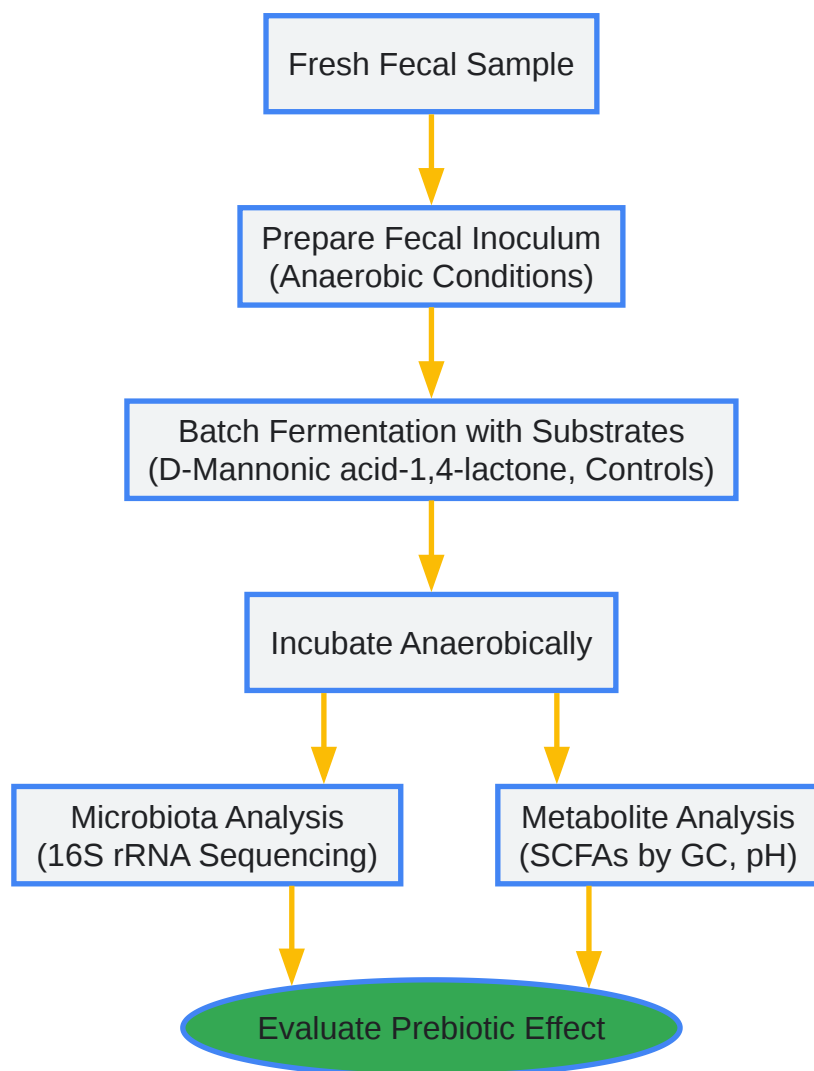 Fresh Fecal Sample
Prepare Fecal Inoculum
(Anaerobic Conditions)
Batch Fermentation with Substrates
(D-Mannonic acid-1,4-lactone, Controls)
Incubate Anaerobically
Microbiota Analysis
(16S rRNA Sequencing)
Metabolite Analysis
(SCFAs by GC, pH)
Evaluate Prebiotic Effect